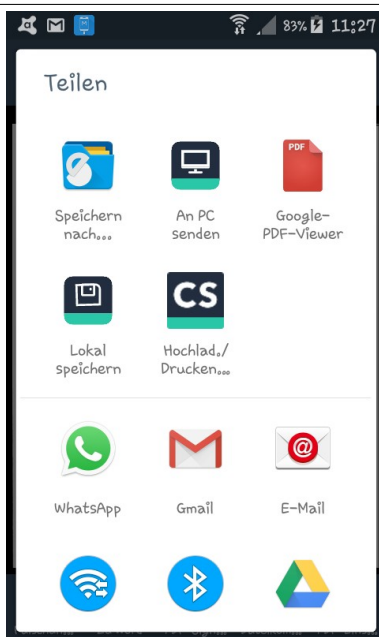 83% 11:27
Teilen
PDF
Speichern nach...
An PC senden
Google-PDF-Viewer
CS
Lokal speichern
Hochlad./Drucken...
WhatsApp
Gmail
@
E-Mail